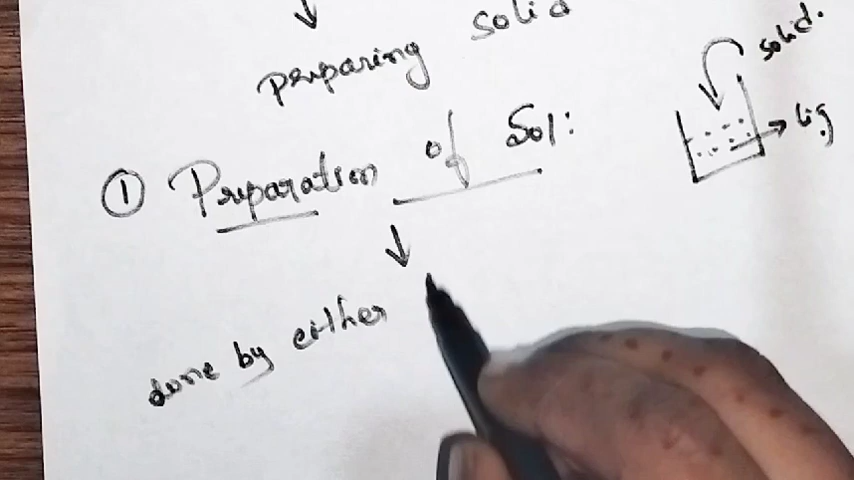 preparing solid
solid.
liq
① Preparation of Sol:
done by either